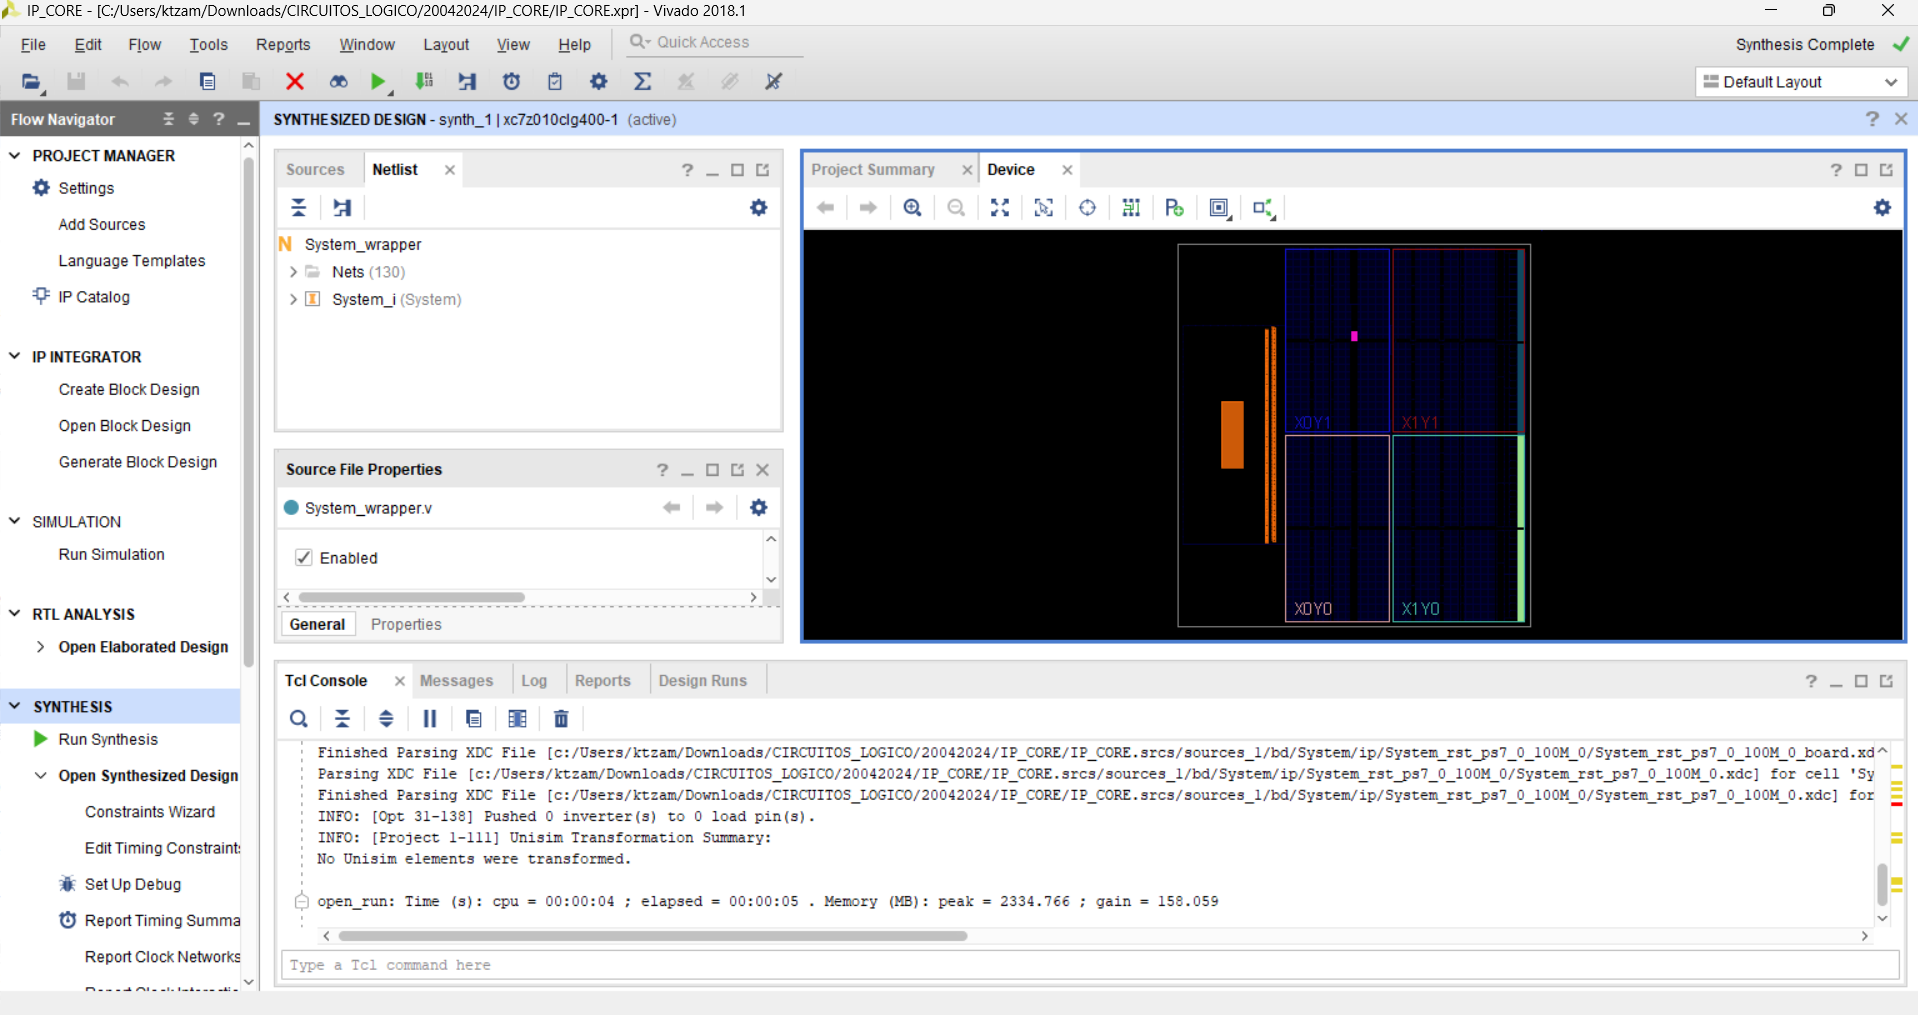 IP_CORE - [C:/Users/ktzam/Downloads/CIRCUITOS_LOGICO/20042024/IP_CORE/IP_CORE.xpr] - Vivado 2018.1
File Edit Flow Tools Reports Window Layout View Help Quick Access
Synthesis Complete
Default Layout
Flow Navigator
SYNTHESIZED DESIGN - synth_1 | xc7z010clg400-1 (active)
PROJECT MANAGER
Settings
Add Sources
Language Templates
IP Catalog
IP INTEGRATOR
Create Block Design
Open Block Design
Generate Block Design
SIMULATION
Run Simulation
RTL ANALYSIS
Open Elaborated Design
SYNTHESIS
Run Synthesis
Open Synthesized Design
Constraints Wizard
Edit Timing Constraints
Set Up Debug
Report Timing Summa
Report Clock Networks
Sources Netlist
N System_wrapper
Nets (130)
System_i (System)
Source File Properties
System_wrapper.v
Enabled
General Properties
Project Summary Device
X0Y1 X1Y1
X0Y0 X1Y0
Tcl Console Messages Log Reports Design Runs
Finished Parsing XDC File [c:/Users/ktzam/Downloads/CIRCUITOS_LOGICO/20042024/IP_CORE/IP_CORE.srcs/sources_1/bd/System/ip/System_rst_ps7_0_100M_0/System_rst_ps7_0_100M_0_board.xd
Parsing XDC File [c:/Users/ktzam/Downloads/CIRCUITOS_LOGICO/20042024/IP_CORE/IP_CORE.srcs/sources_1/bd/System/ip/System_rst_ps7_0_100M_0/System_rst_ps7_0_100M_0.xdc] for cell 'Sy
Finished Parsing XDC File [c:/Users/ktzam/Downloads/CIRCUITOS_LOGICO/20042024/IP_CORE/IP_CORE.srcs/sources_1/bd/System/ip/System_rst_ps7_0_100M_0/System_rst_ps7_0_100M_0.xdc] for
INFO: [Opt 31-138] Pushed 0 inverter(s) to 0 load pin(s).
INFO: [Project 1-111] Unisim Transformation Summary:
No Unisim elements were transformed.
open_run: Time (s): cpu = 00:00:04 ; elapsed = 00:00:05 . Memory (MB): peak = 2334.766 ; gain = 158.059
Type a Tcl command here